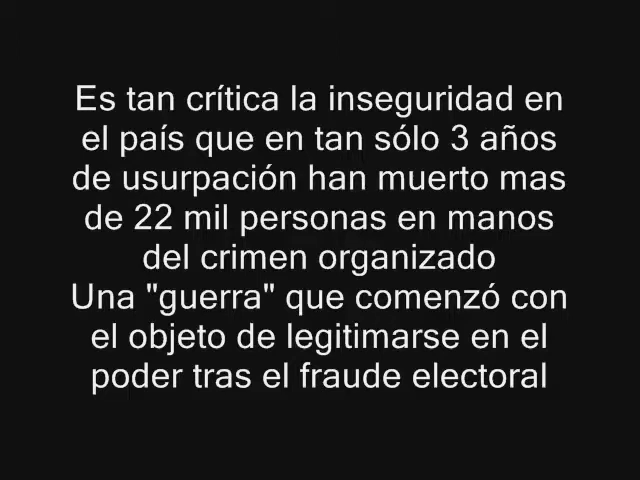 Es tan crítica la inseguridad en
el país que en tan sólo 3 años
de usurpación han muerto mas
de 22 mil personas en manos
del crimen organizado
Una "guerra" que comenzó con
el objeto de legitimarse en el
poder tras el fraude electoral